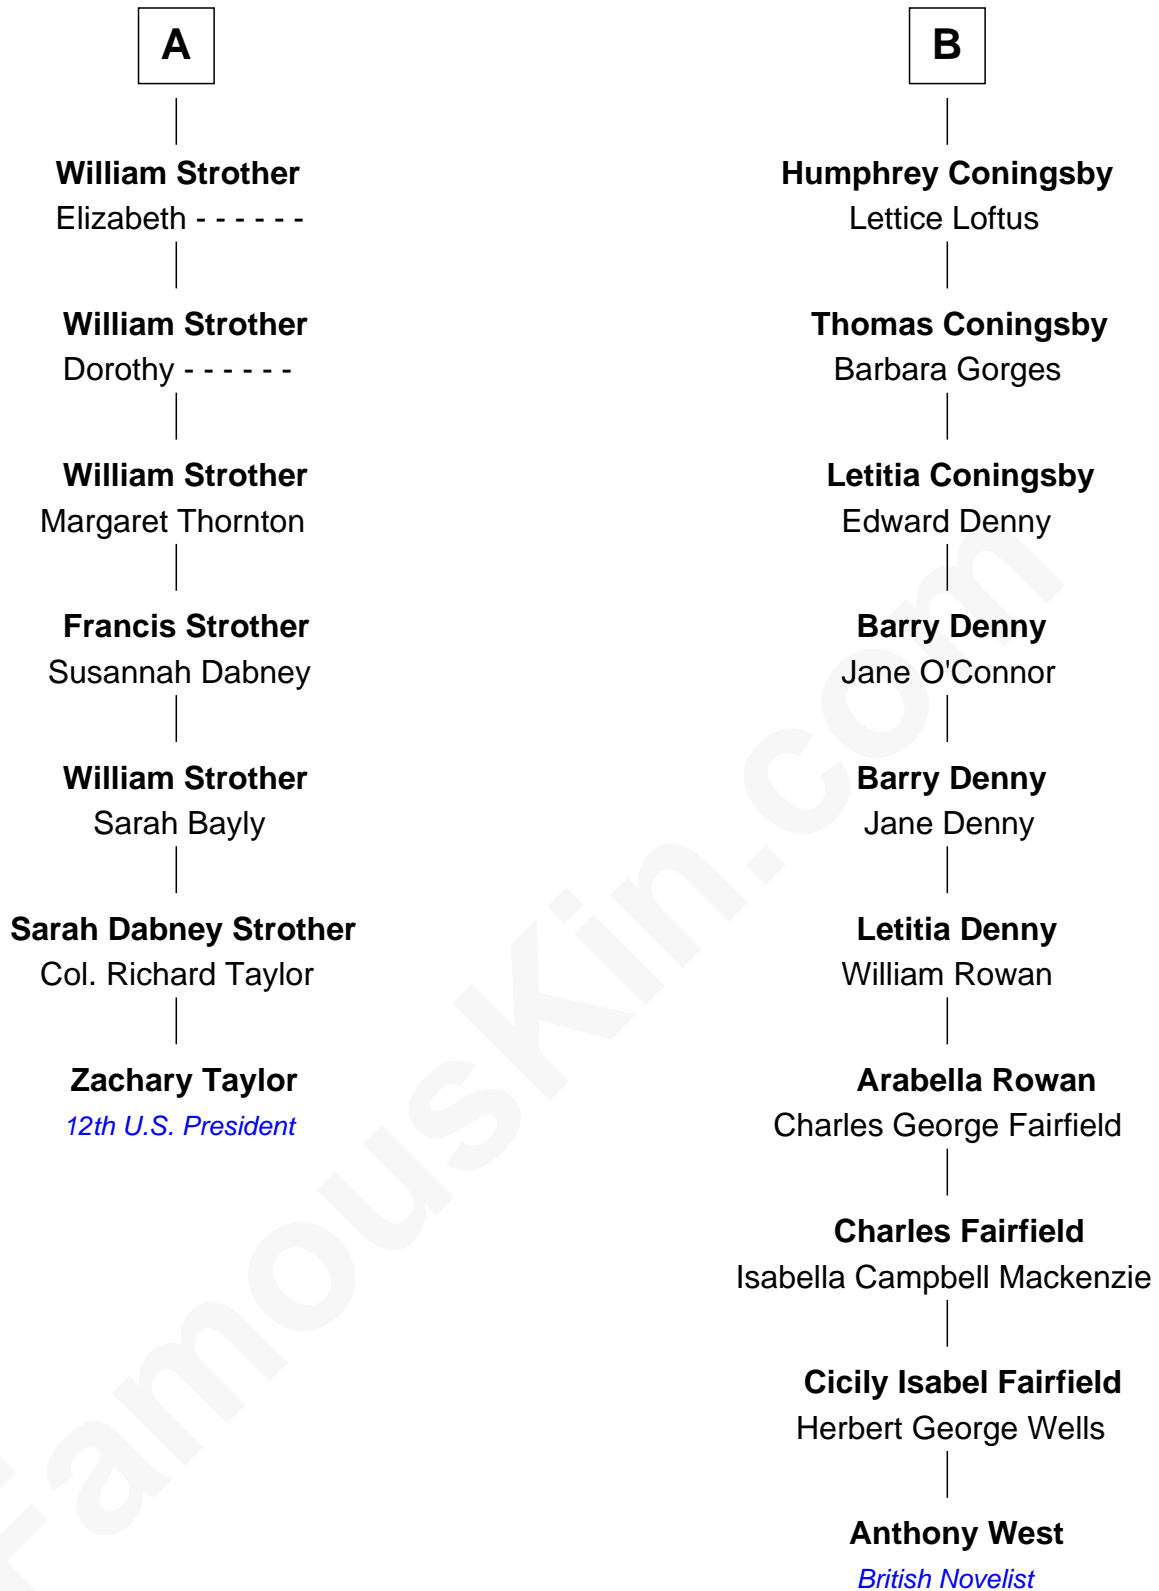 A
William Strother
Elizabeth - - - - - -
William Strother
Dorothy - - - - - -
William Strother
Margaret Thornton
Francis Strother
Susannah Dabney
William Strother
Sarah Bayly
Sarah Dabney Strother
Col. Richard Taylor
Zachary Taylor
12th U.S. President
B
Humphrey Coningsby
Lettice Loftus
Thomas Coningsby
Barbara Gorges
Letitia Coningsby
Edward Denny
Barry Denny
Jane O'Connor
Barry Denny
Jane Denny
Letitia Denny
William Rowan
Arabella Rowan
Charles George Fairfield
Charles Fairfield
Isabella Campbell Mackenzie
Cicily Isabel Fairfield
Herbert George Wells
Anthony West
British Novelist
FamousKin.com